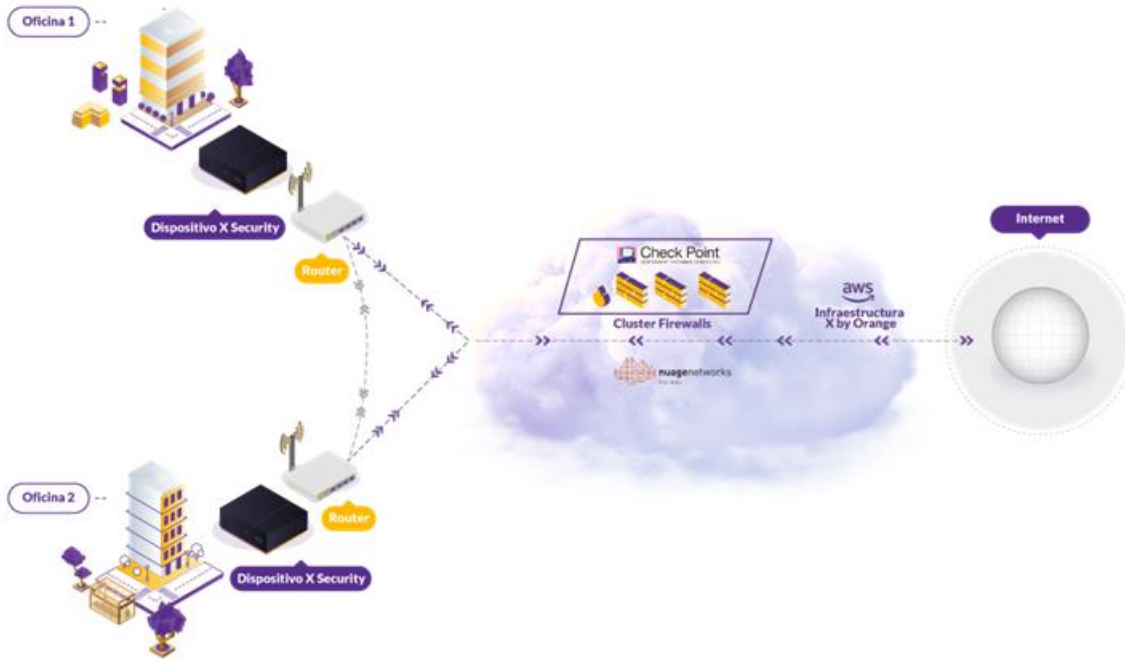 Oficina 1
Dispositivo X Security
Router
Check Point
Cluster Firewalls
aws
Infraestructura
X by Orange
Internet
nuagenetworks
Oficina 2
Router
Dispositivo X Security